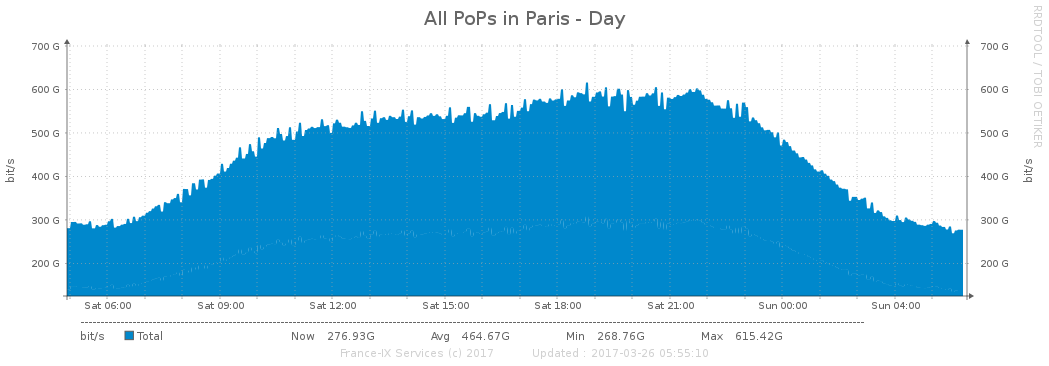 All PoPs in Paris - Day
RRDTOOL / TOBI OETIKER
700 G 700 G
600 G 600 G
500 G 500 G
400 G 400 G
300 G 300 G
200 G 200 G
bit/s bit/s
Sat 06:00 Sat 09:00 Sat 12:00 Sat 15:00 Sat 18:00 Sat 21:00 Sun 00:00 Sun 04:00
bit/s Total Now 276.93G Avg 464.67G Min 268.76G Max 615.42G
France-IX Services (c) 2017 Updated : 2017-03-26 05:55:10